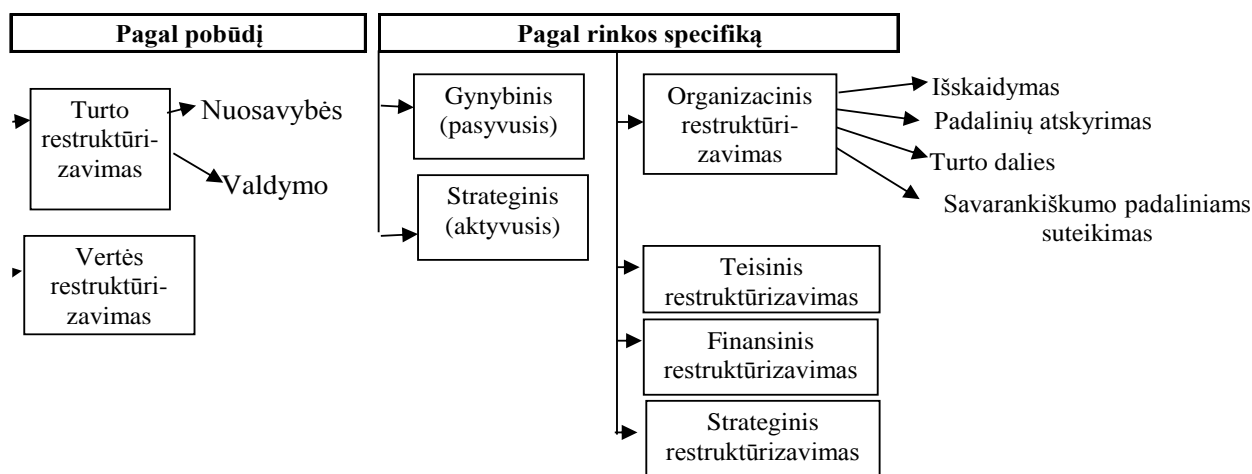 Pagal pobūdį
Pagal rinkos specifiką
Turto
restruktūri-
zavimas
Nuosavybės
Valdymo
Vertės
restruktūri-
zavimas
Gynybinis
(pasyvusis)
Strateginis
(aktyvusis)
Organizacinis
restruktūri-
zavimas
Išskaidymas
Padalinių atskyrimas
Turto dalies
Savarankiškumo padaliniams
suteikimas
Teisinis
restruktūrizavimas
Finansinis
restruktūrizavimas
Strateginis
restruktūrizavimas